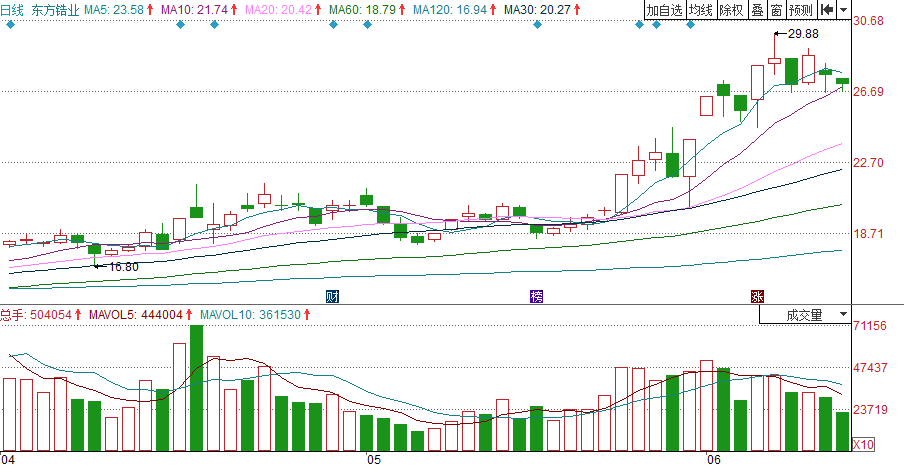 日线 东方锆业 MA5: 23.58↑ MA10: 21.74↑ MA20: 20.42↑ MA60: 18.79↑ MA120: 16.94↑ MA30: 20.27↑ 加自选 均线 除权 叠 窗 预测
30.68
29.88
26.69
22.70
18.71
16.80
财 榜 涨
总手: 504054↑ MAVOL5: 444004↑ MAVOL10: 361530↑ 成交量
71156
47437
23719
X10
04 05 06